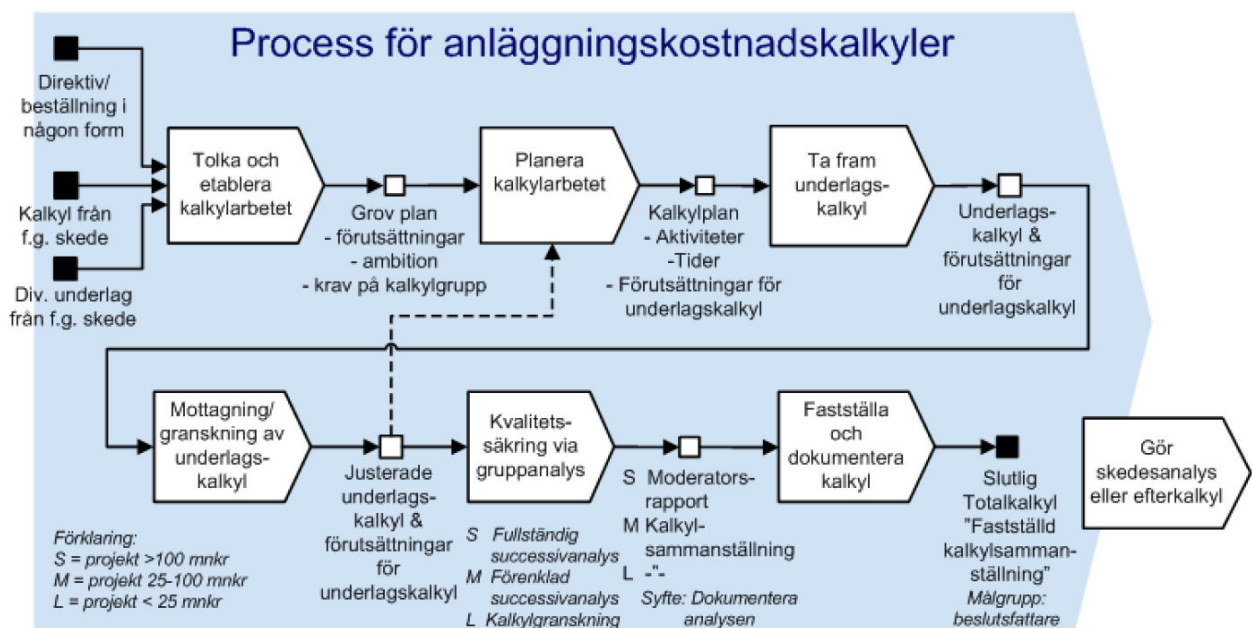 Process för anläggningskostnadskalkyler
Direktiv/
beställning i
någon form
Kalkyl från
f.g. skede
Div. underlag
från f.g. skede
Tolka och
etablera
kalkylarbetet
Grov plan
- förutsättningar
- ambition
- krav på kalkylgrupp
Planera
kalkylarbetet
Kalkylplan
- Aktiviteter
-Tider
- Förutsättningar för
underlagskalkyl
Ta fram
underlags-
kalkyl
Underlags-
kalkyl &
förutsättningar
för
underlagskalkyl
Mottagning/
granskning av
underlags-
kalkyl
Justerade
underlags-
kalkyl &
förutsättningar
för
underlagskalkyl
Kvalitets-
säkring via
gruppanalys
S Fullständig
successivanalys
M Förenklad
successivanalys
L Kalkylgranskning
S Moderators-
rapport
M Kalkyl-
sammanställning
L -"-
Syfte: Dokumentera
analysen
Fastställa
och
dokumentera
kalkyl
Slutlig
Totalkalkyl
"Fastställd
kalkylsamman-
ställning"
Målgrupp:
beslutsfattare
Gör
skedesanalys
eller efterkalkyl
Förklaring:
S = projekt >100 mnkr
M = projekt 25-100 mnkr
L = projekt < 25 mnkr